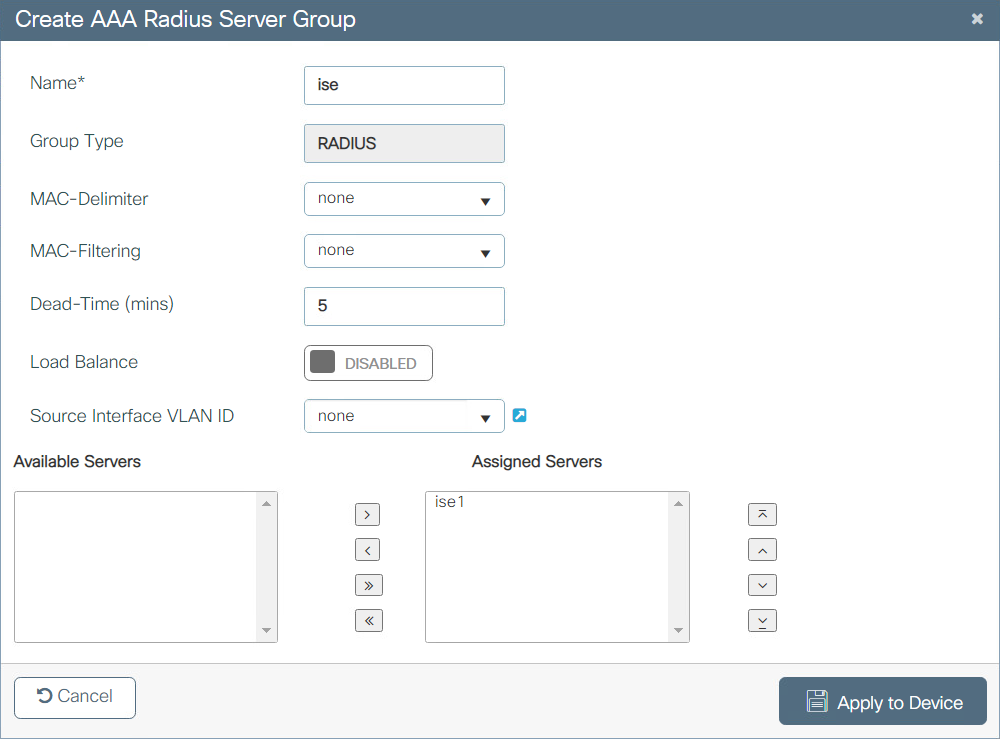 Create AAA Radius Server Group
Name* ise
Group Type RADIUS
MAC-Delimiter none
MAC-Filtering none
Dead-Time (mins) 5
Load Balance DISABLED
Source Interface VLAN ID none
Available Servers Assigned Servers
ise1
Cancel Apply to Device